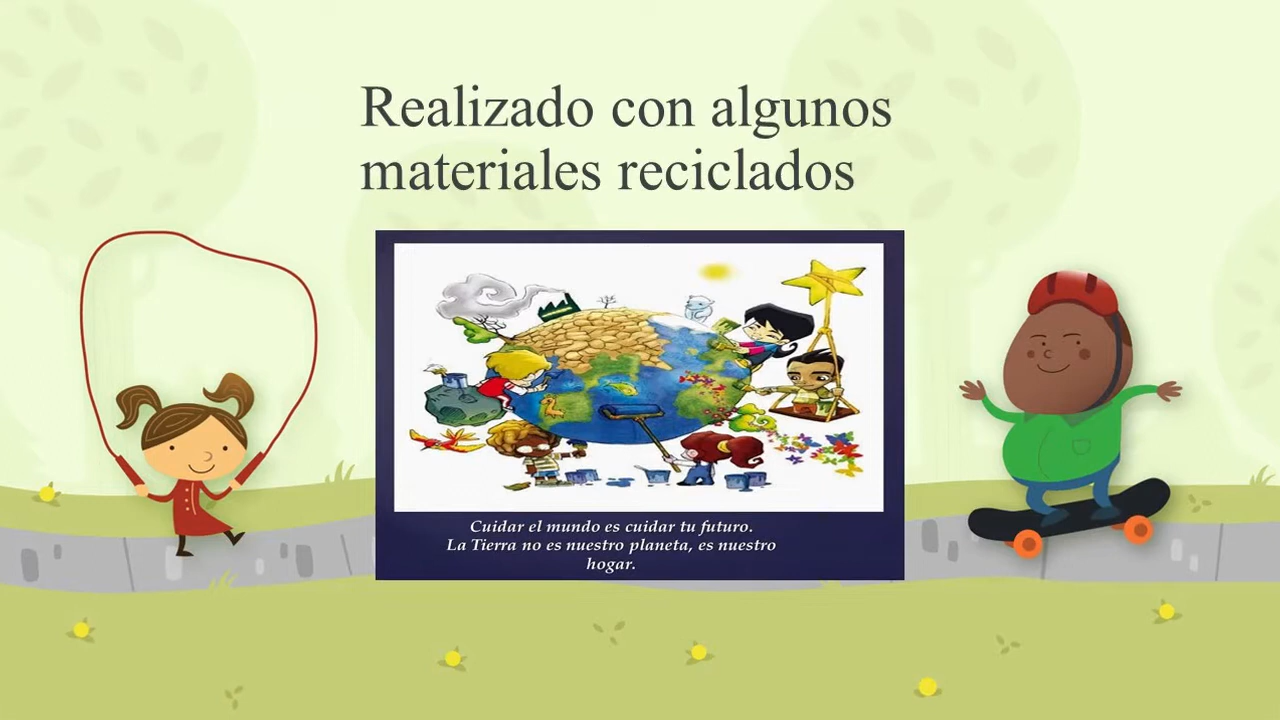 Realizado con algunos
materiales reciclados
Cuidar el mundo es cuidar tu futuro.
La Tierra no es nuestro planeta, es nuestro
hogar.